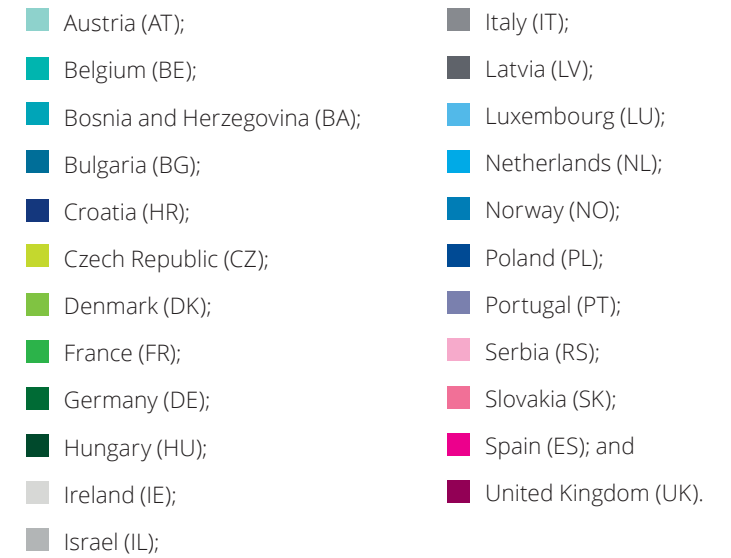 Austria (AT);
Belgium (BE);
Bosnia and Herzegovina (BA);
Bulgaria (BG);
Croatia (HR);
Czech Republic (CZ);
Denmark (DK);
France (FR);
Germany (DE);
Hungary (HU);
Ireland (IE);
Israel (IL);
Italy (IT);
Latvia (LV);
Luxembourg (LU);
Netherlands (NL);
Norway (NO);
Poland (PL);
Portugal (PT);
Serbia (RS);
Slovakia (SK);
Spain (ES); and
United Kingdom (UK).